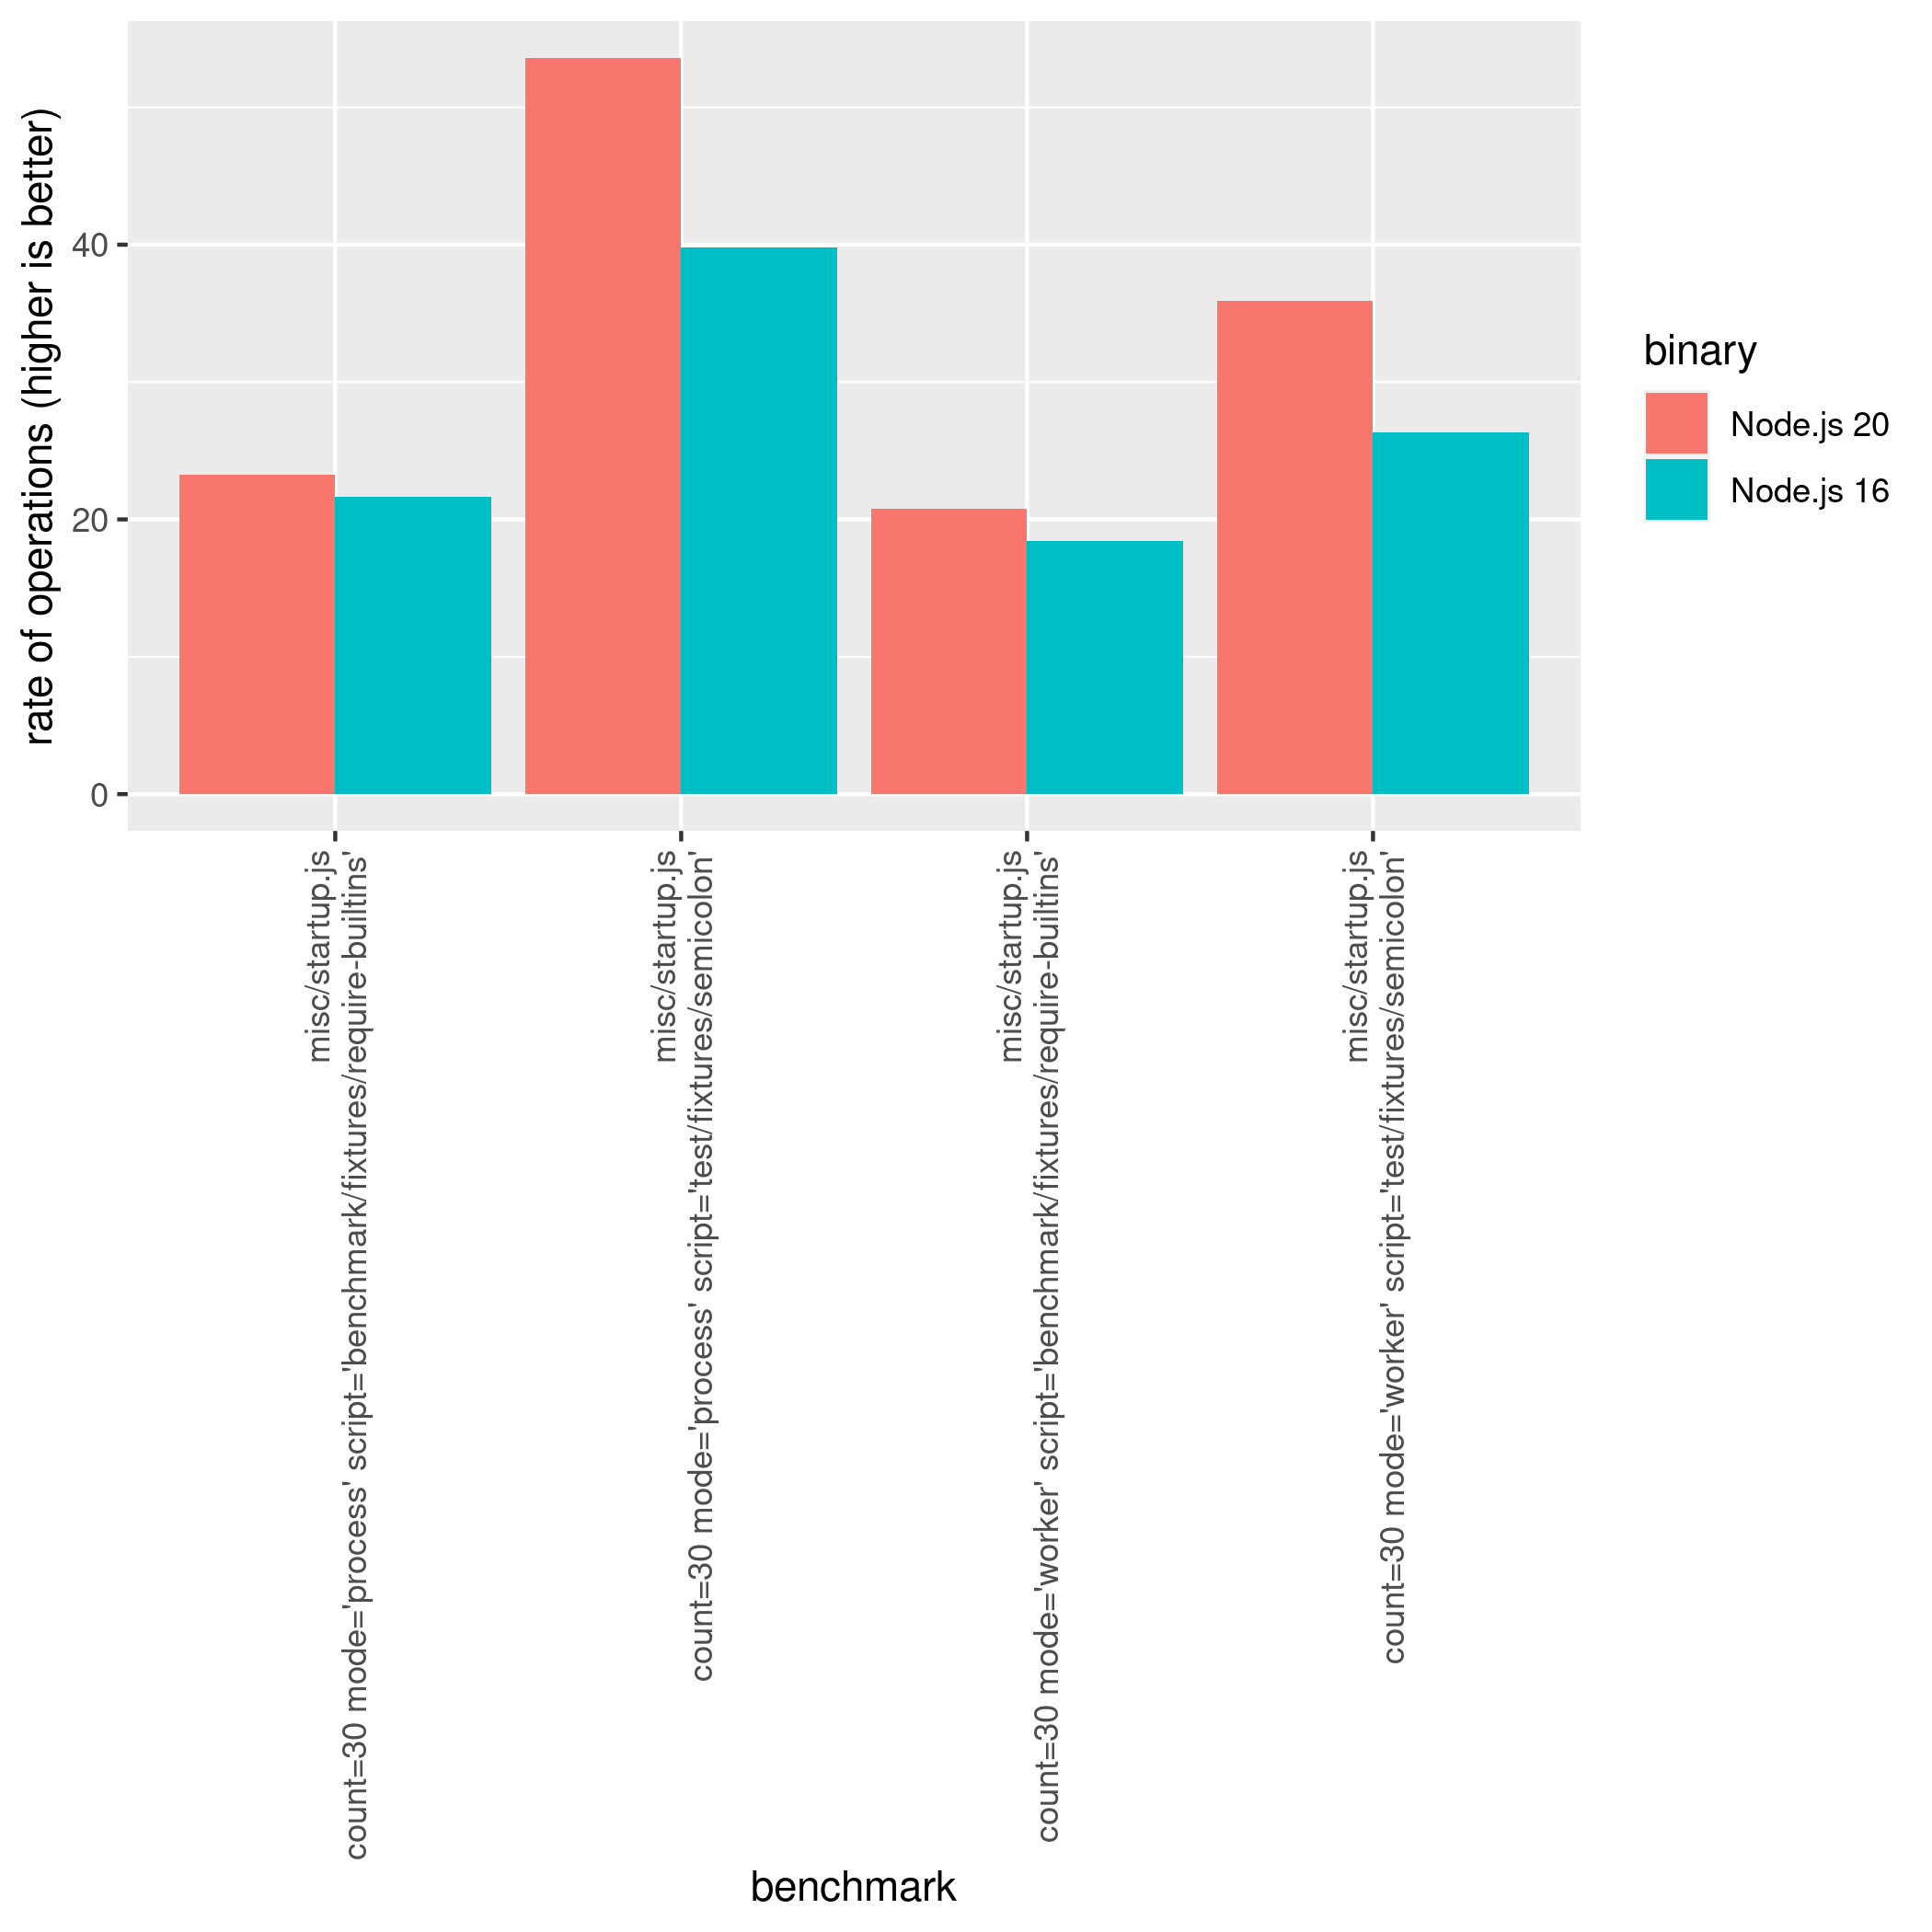 rate of operations (higher is better)
40
20
0
misc/startup.js
count=30 mode='process' script='benchmark/fixtures/require-builtins'
misc/startup.js
count=30 mode='process' script='test/fixtures/semicolon'
misc/startup.js
count=30 mode='worker' script='benchmark/fixtures/require-builtins'
misc/startup.js
count=30 mode='worker' script='test/fixtures/semicolon'
benchmark
binary
Node.js 20
Node.js 16